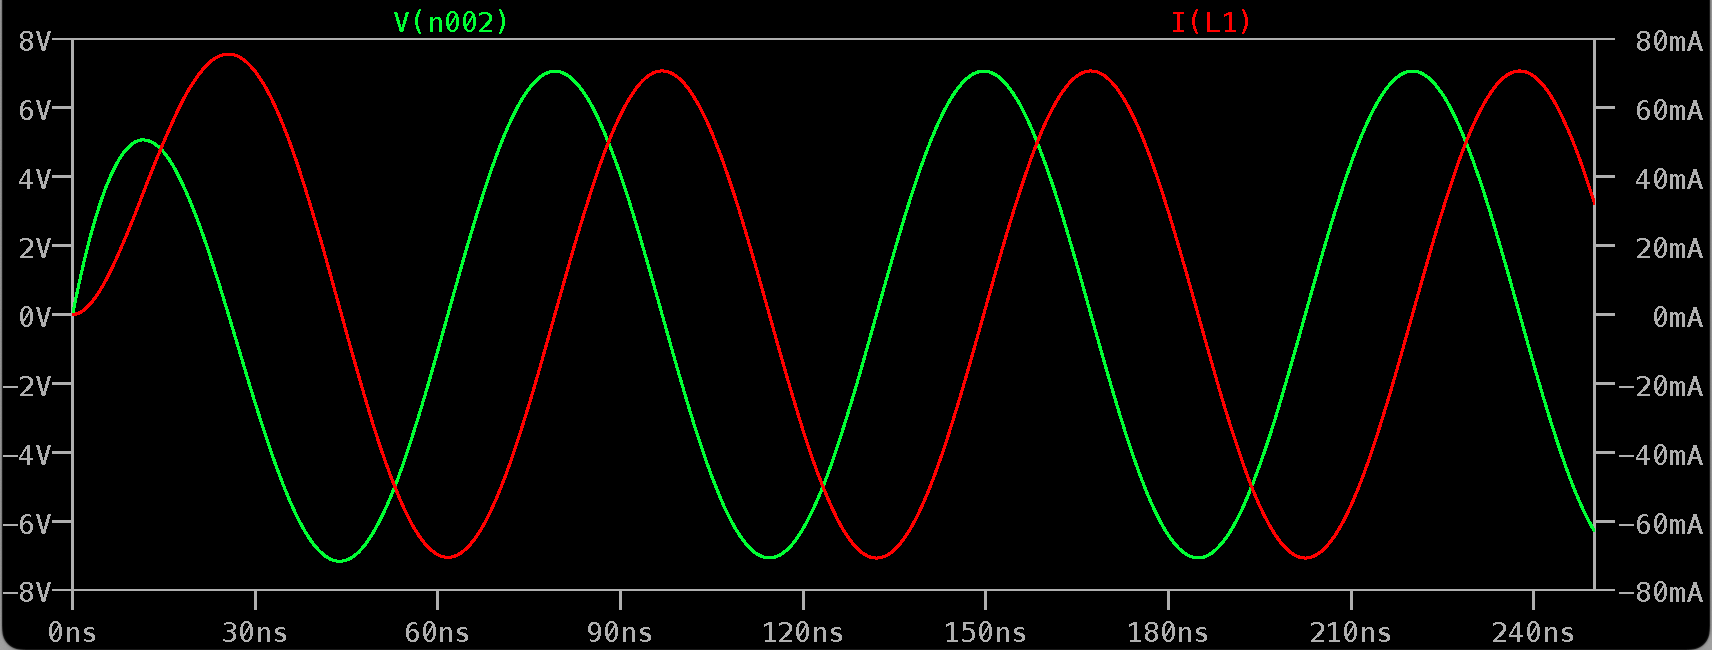 V(n002) I(L1)
8V 80mA
6V 60mA
4V 40mA
2V 20mA
0V 0mA
−2V −20mA
−4V −40mA
−6V −60mA
−8V −80mA
0ns 30ns 60ns 90ns 120ns 150ns 180ns 210ns 240ns